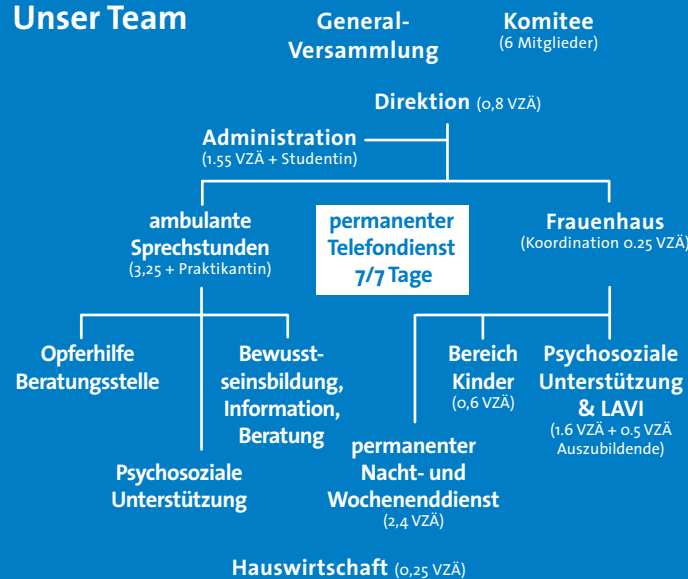 Unser Team
General-
Versammlung
Komitee
(6 Mitglieder)
Direktion (0,8 VZÄ)
Administration
(1.55 VZÄ + Studentin)
ambulante
Sprechstunden
(3,25 + Praktikantin)
permanenter
Telefondienst
7/7 Tage
Frauenhaus
(Koordination 0.25 VZÄ)
Opferhilfe
Beratungsstelle
Psychosoziale
Unterstützung
Bewusst-
seinsbildung,
Information,
Beratung
permanenter
Nacht- und
Wochenenddienst
(2,4 VZÄ)
Bereich
Kinder
(0,6 VZÄ)
Psychosoziale
Unterstützung
& LAVI
(1.6 VZÄ + 0.5 VZÄ
Auszubildende)
Hauswirtschaft (0,25 VZÄ)